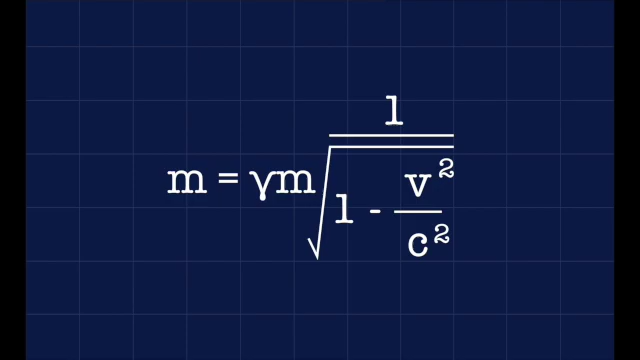 m = γm 1 / √(1 - v² / c²)